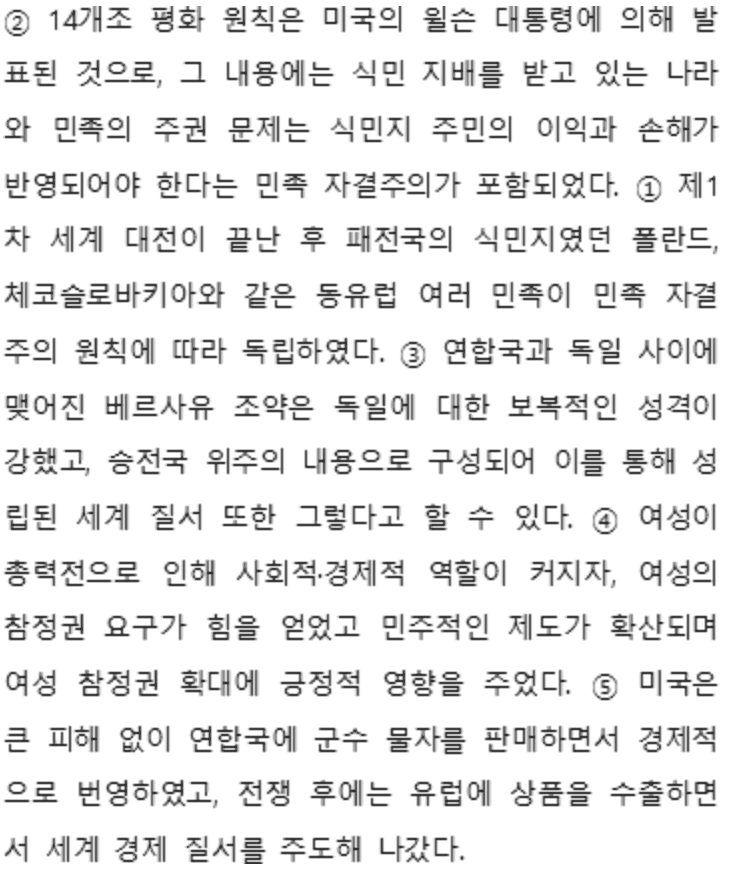 ② 14개조 평화 원칙은 미국의 윌슨 대통령에 의해 발
표된 것으로, 그 내용에는 식민 지배를 받고 있는 나라
와 민족의 주권 문제는 식민지 주민의 이익과 손해가
반영되어야 한다는 민족 자결주의가 포함되었다. ① 제1
차 세계 대전이 끝난 후 패전국의 식민지였던 폴란드,
체코슬로바키아와 같은 동유럽 여러 민족이 민족 자결
주의 원칙에 따라 독립하였다. ③ 연합국과 독일 사이에
맺어진 베르사유 조약은 독일에 대한 보복적인 성격이
강했고, 승전국 위주의 내용으로 구성되어 이를 통해 성
립된 세계 질서 또한 그렇다고 할 수 있다. ④ 여성이
총력전으로 인해 사회적·경제적 역할이 커지자, 여성의
참정권 요구가 힘을 얻었고 민주적인 제도가 확산되며
여성 참정권 확대에 긍정적 영향을 주었다. ⑤ 미국은
큰 피해 없이 연합국에 군수 물자를 판매하면서 경제적
으로 번영하였고, 전쟁 후에는 유럽에 상품을 수출하면
서 세계 경제 질서를 주도해 나갔다.